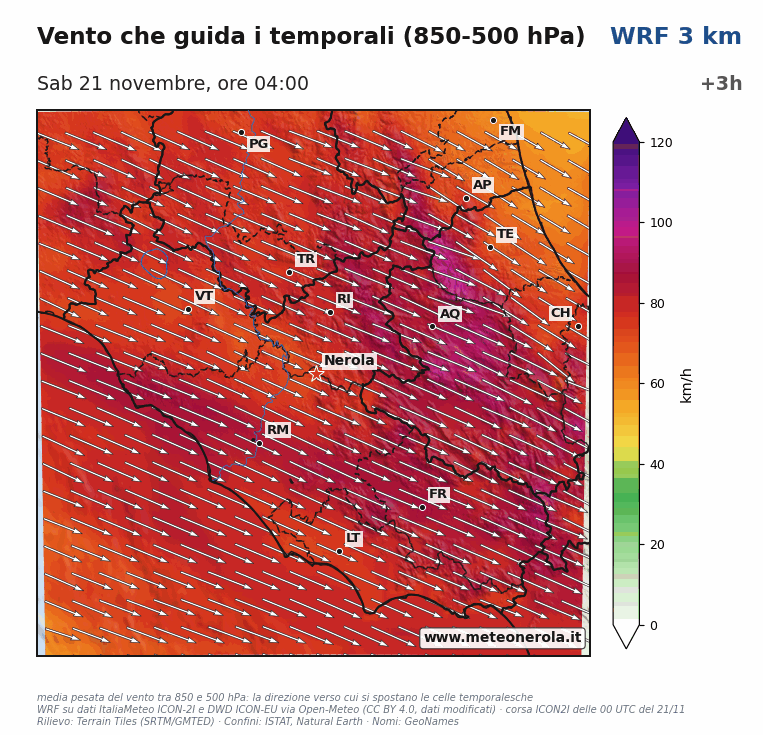 Vento che guida i temporali (850-500 hPa) WRF 3 km
Sab 21 novembre, ore 04:00 +3h
FM
PG
AP
TE
TR
VT
RI
AQ
CH
Nerola
RM
FR
LT
www.meteonerola.it
120
100
80
60
40
20
0
km/h
media pesata del vento tra 850 e 500 hPa: la direzione verso cui si spostano le celle temporalesche
WRF su dati ItaliaMeteo ICON-2I e DWD ICON-EU via Open-Meteo (CC BY 4.0, dati modificati) · corsa ICON2I delle 00 UTC del 21/11
Rilievo: Terrain Tiles (SRTM/GMTED) · Confini: ISTAT, Natural Earth · Nomi: GeoNames